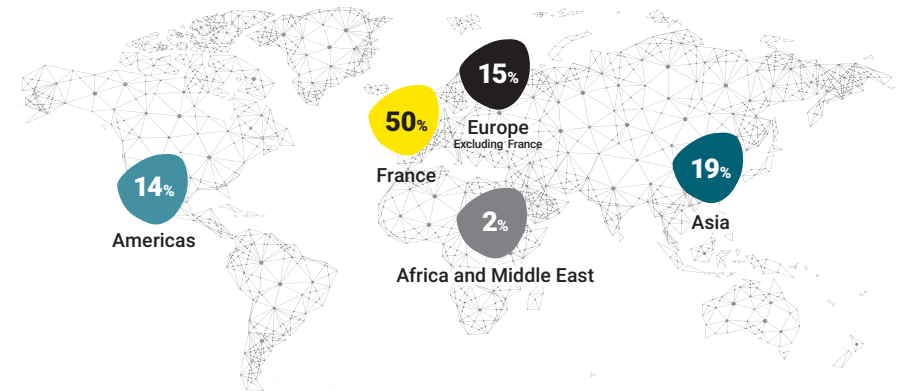 15%
Europe
Excluding France
50%
France
14%
Americas
19%
Asia
2%
Africa and Middle East